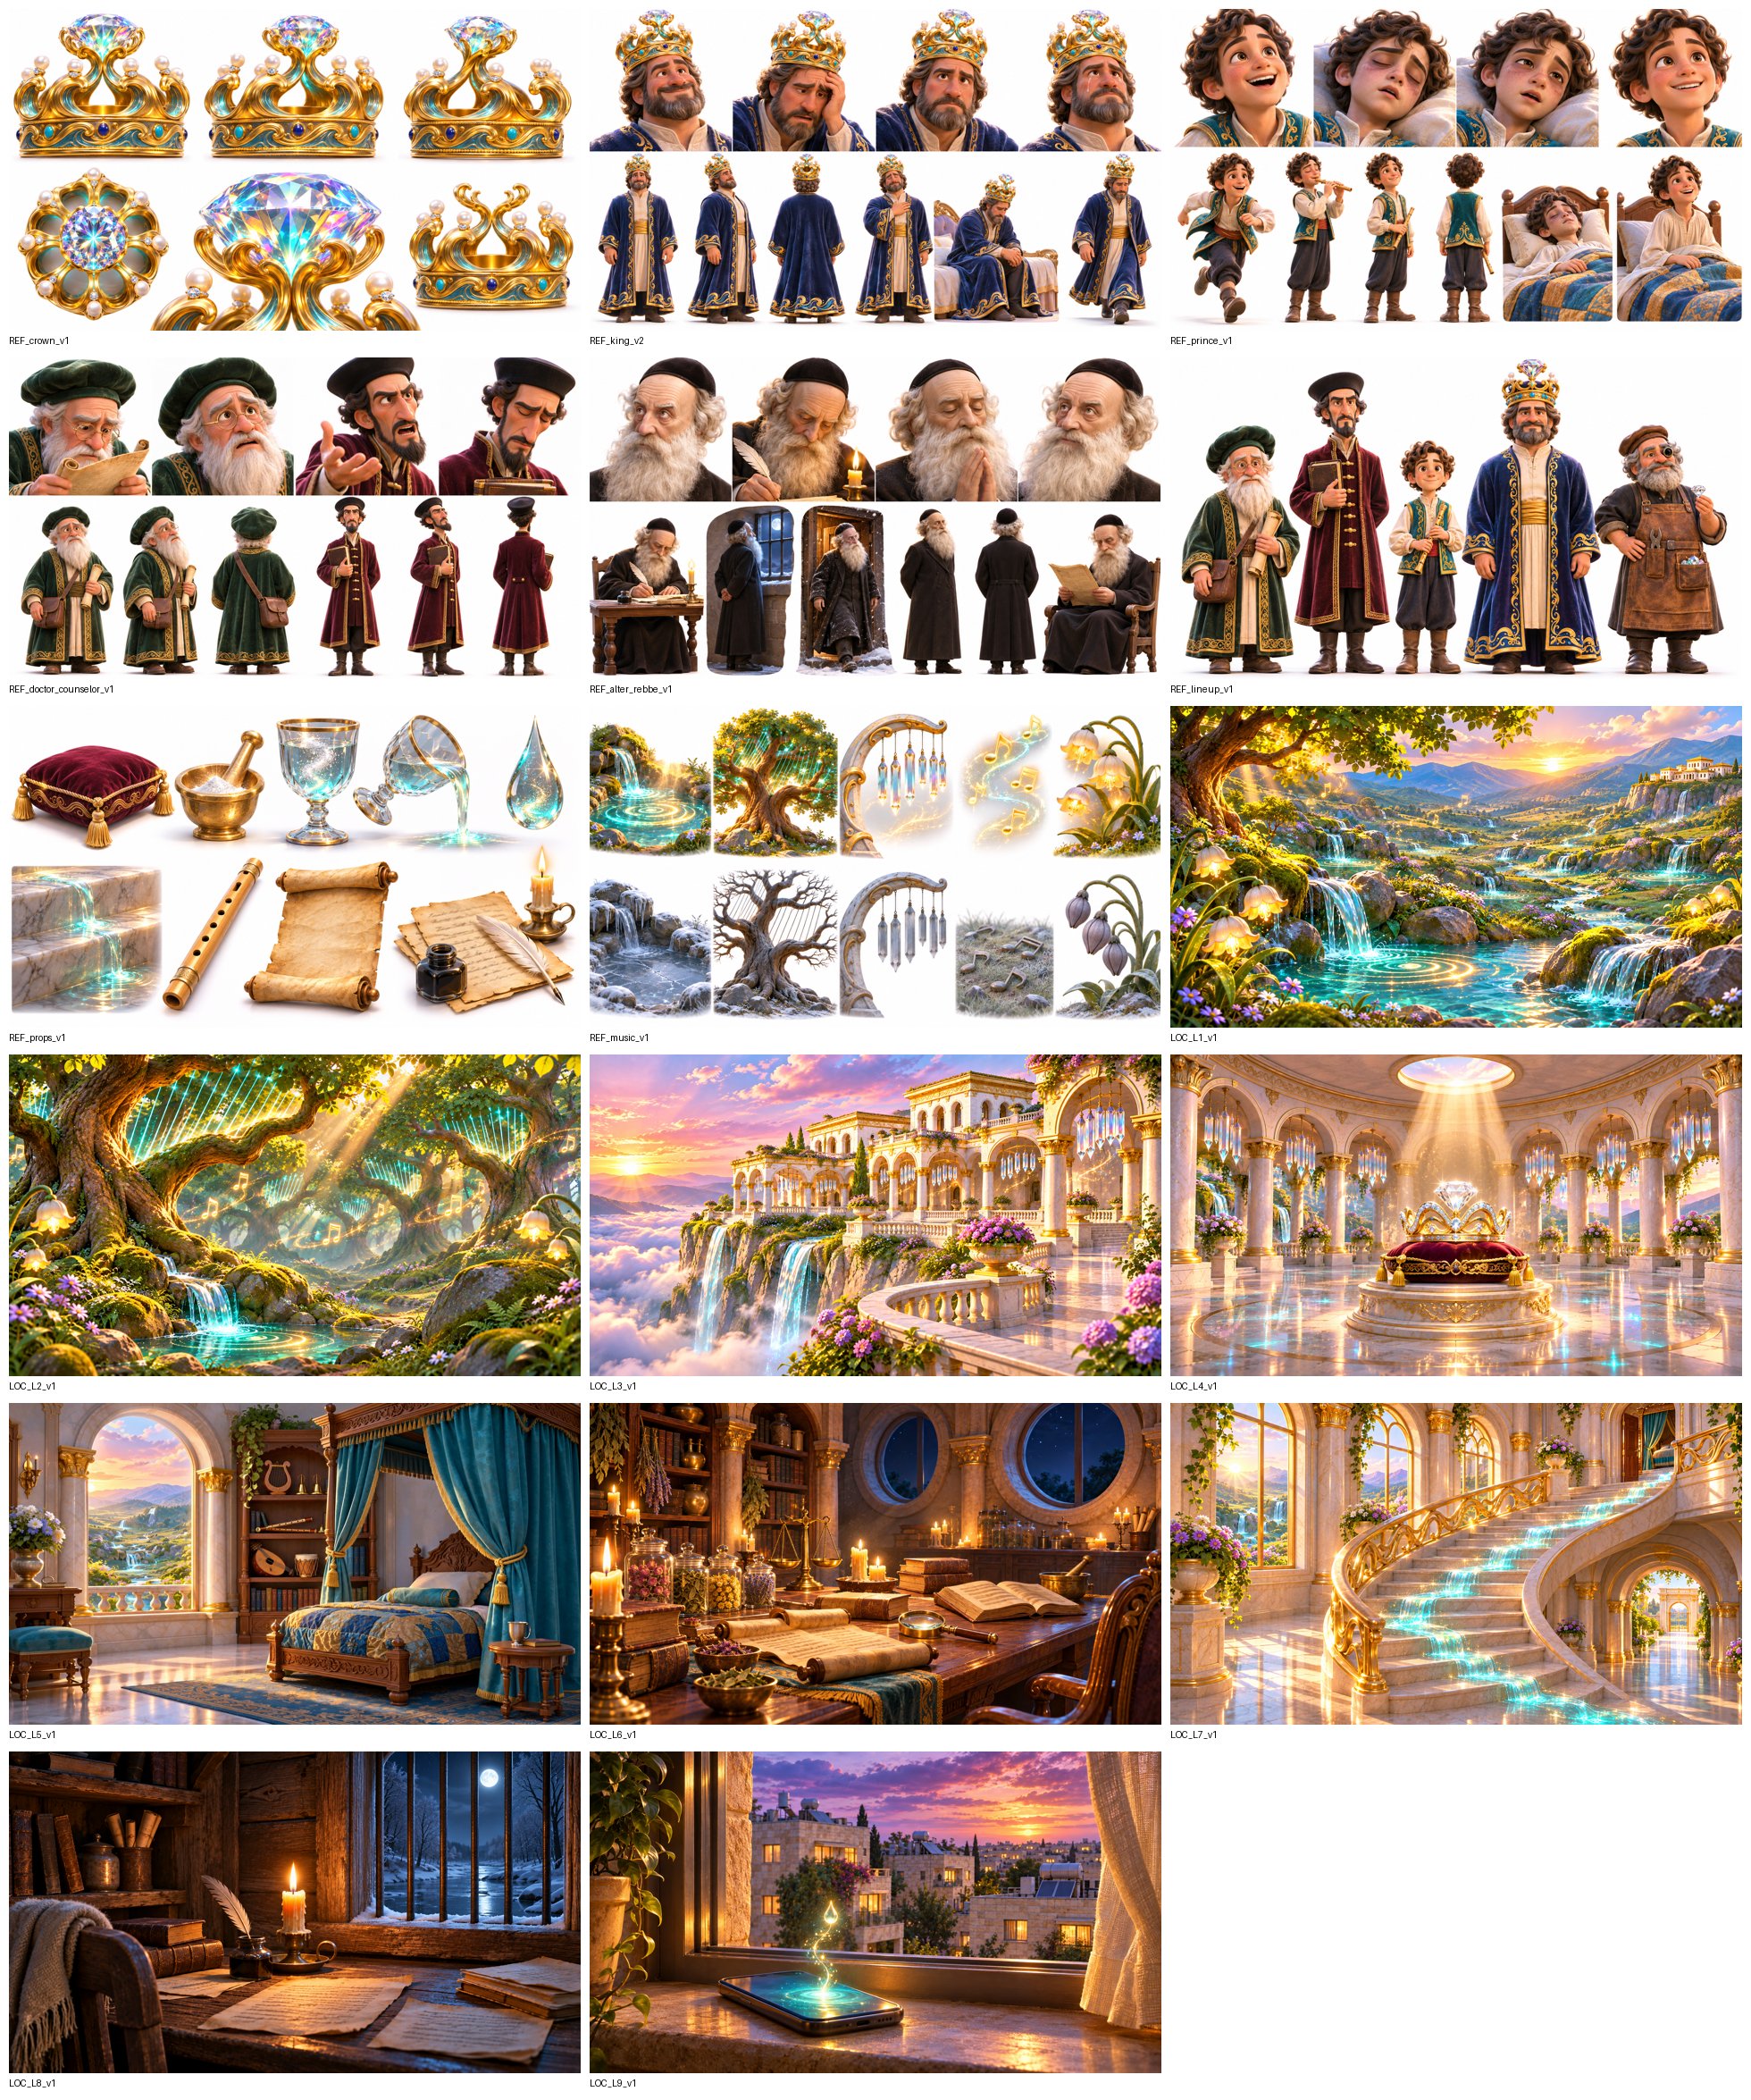 REF_crown_v1
REF_king_v2
REF_prince_v1
REF_doctor_counselor_v1
REF_alter_rebbe_v1
REF_lineup_v1
REF_props_v1
REF_music_v1
LOC_L1_v1
LOC_L2_v1
LOC_L3_v1
LOC_L4_v1
LOC_L5_v1
LOC_L6_v1
LOC_L7_v1
LOC_L8_v1
LOC_L9_v1